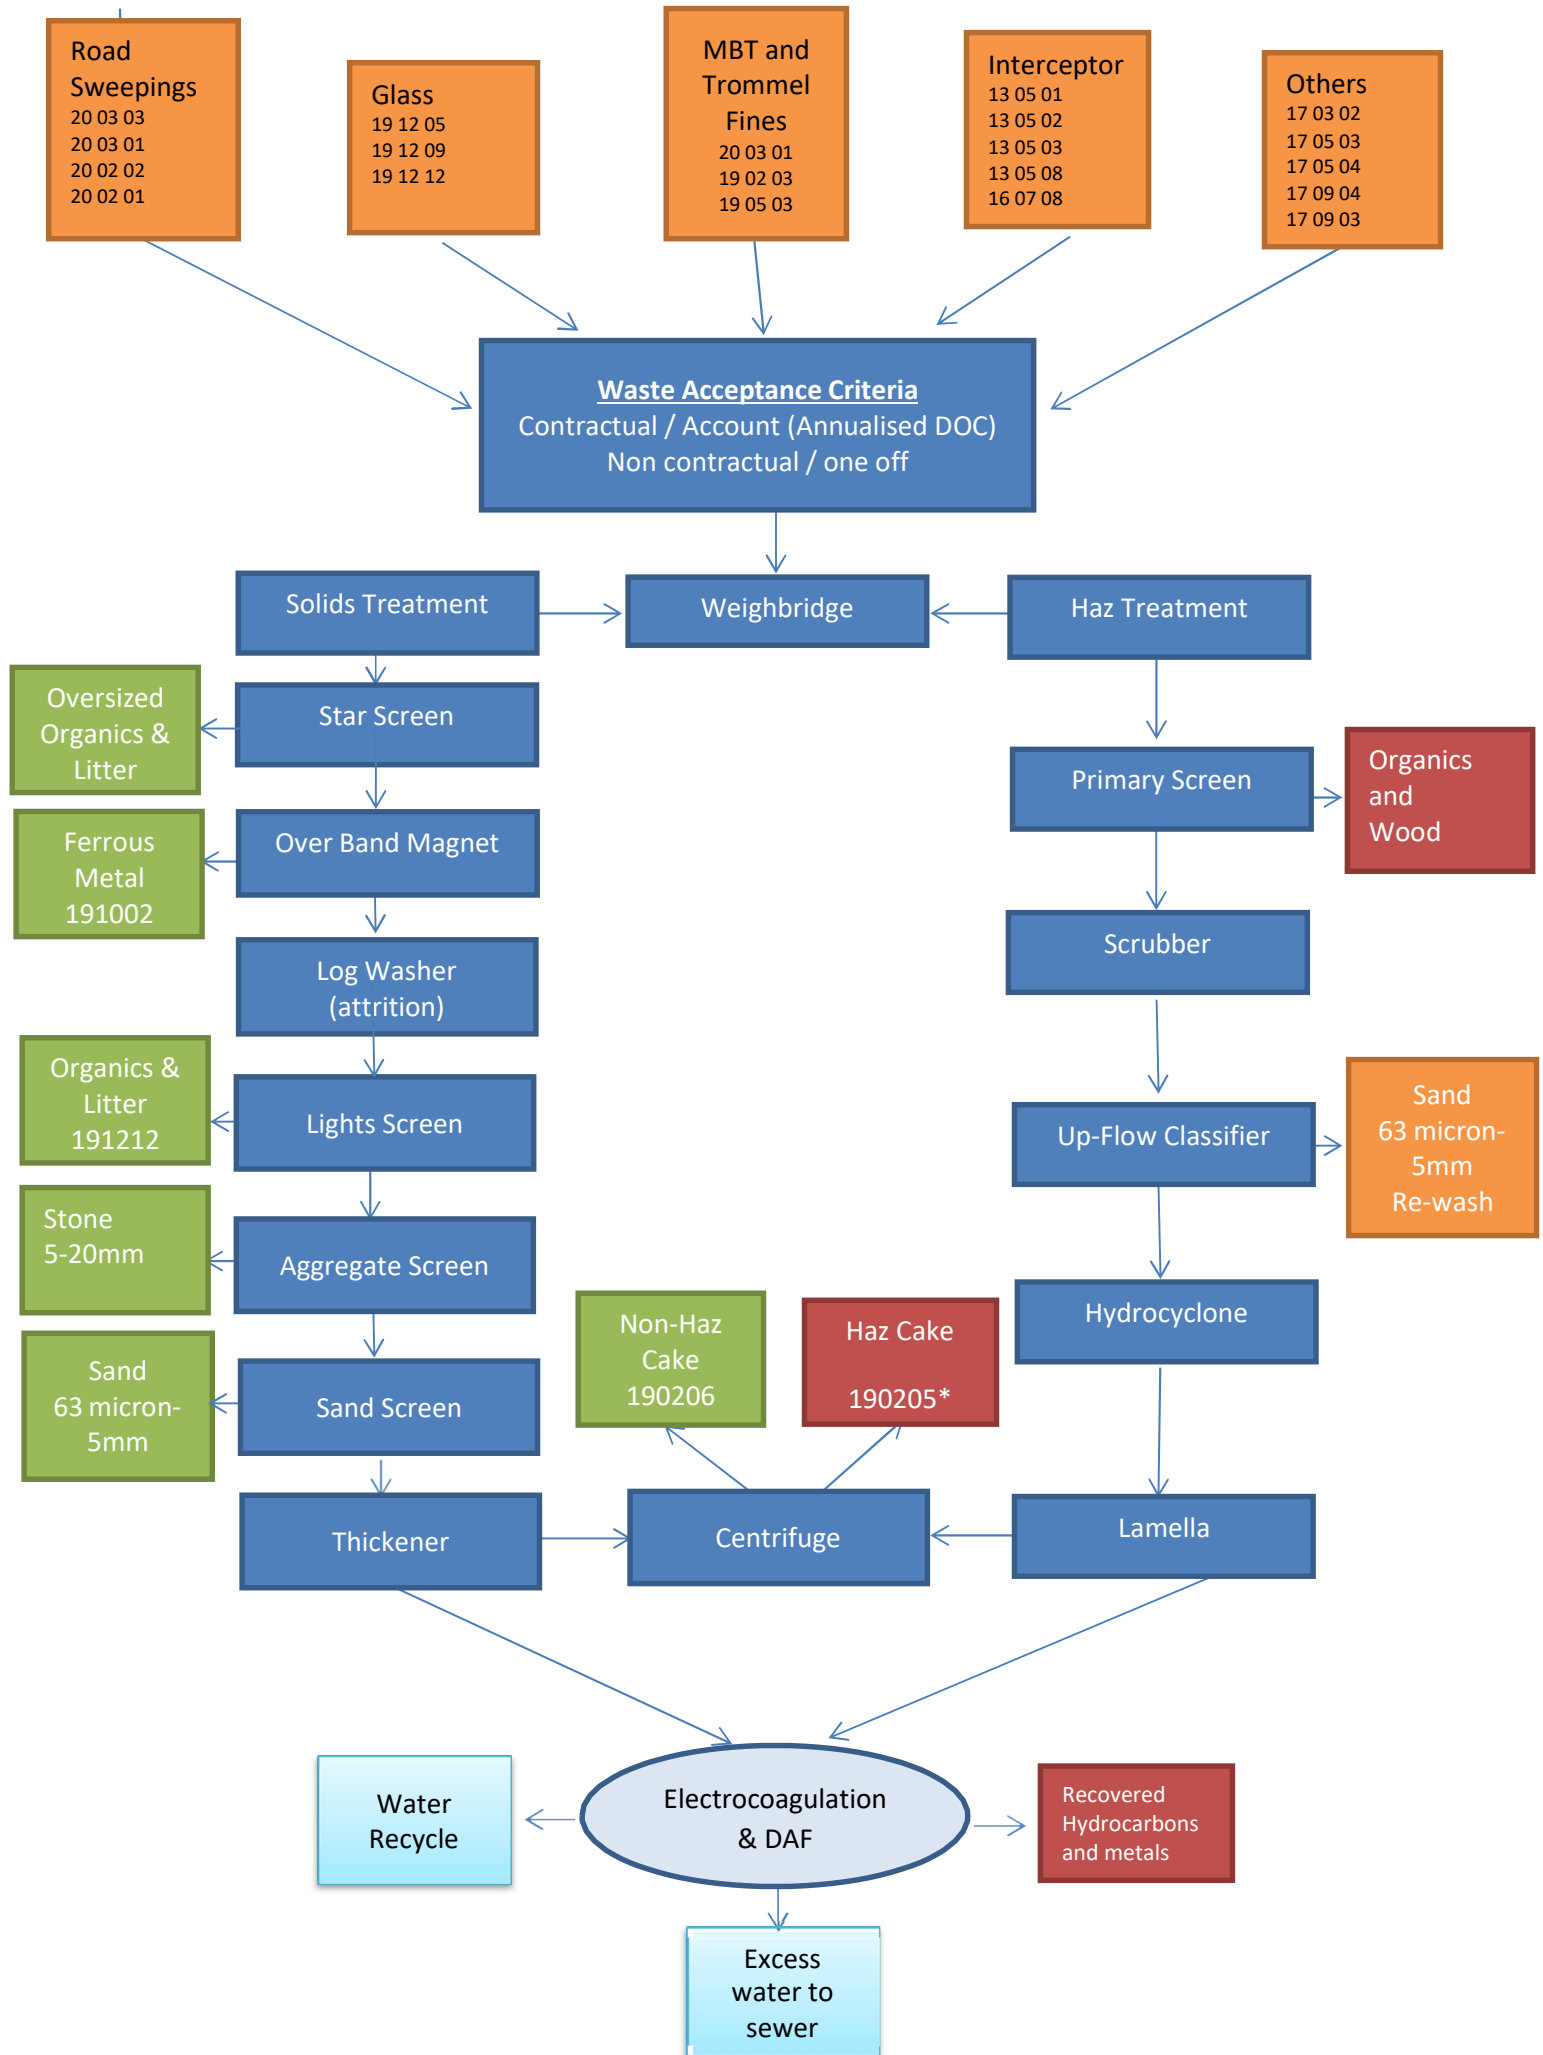 Road
Sweepings
20 03 03
20 03 01
20 02 02
20 02 01
Glass
19 12 05
19 12 09
19 12 12
MBT and
Trommel
Fines
20 03 01
19 02 03
19 05 03
Interceptor
13 05 01
13 05 02
13 05 03
13 05 08
16 07 08
Others
17 03 02
17 05 03
17 05 04
17 09 04
17 09 03
Waste Acceptance Criteria
Contractual / Account (Annualised DOC)
Non contractual / one off
Solids Treatment
Weighbridge
Haz Treatment
Oversized
Organics &
Litter
Star Screen
Primary Screen
Organics
and
Wood
Ferrous
Metal
191002
Over Band Magnet
Log Washer
(attrition)
Scrubber
Organics &
Litter
191212
Lights Screen
Up-Flow Classifier
Sand
63 micron-
5mm
Re-wash
Stone
5-20mm
Aggregate Screen
Hydrocyclone
Non-Haz
Cake
190206
Haz Cake
190205*
Sand
63 micron-
5mm
Sand Screen
Thickener
Centrifuge
Lamella
Water
Recycle
Electrocoagulation
& DAF
Recovered
Hydrocarbons
and metals
Excess
water to
sewer